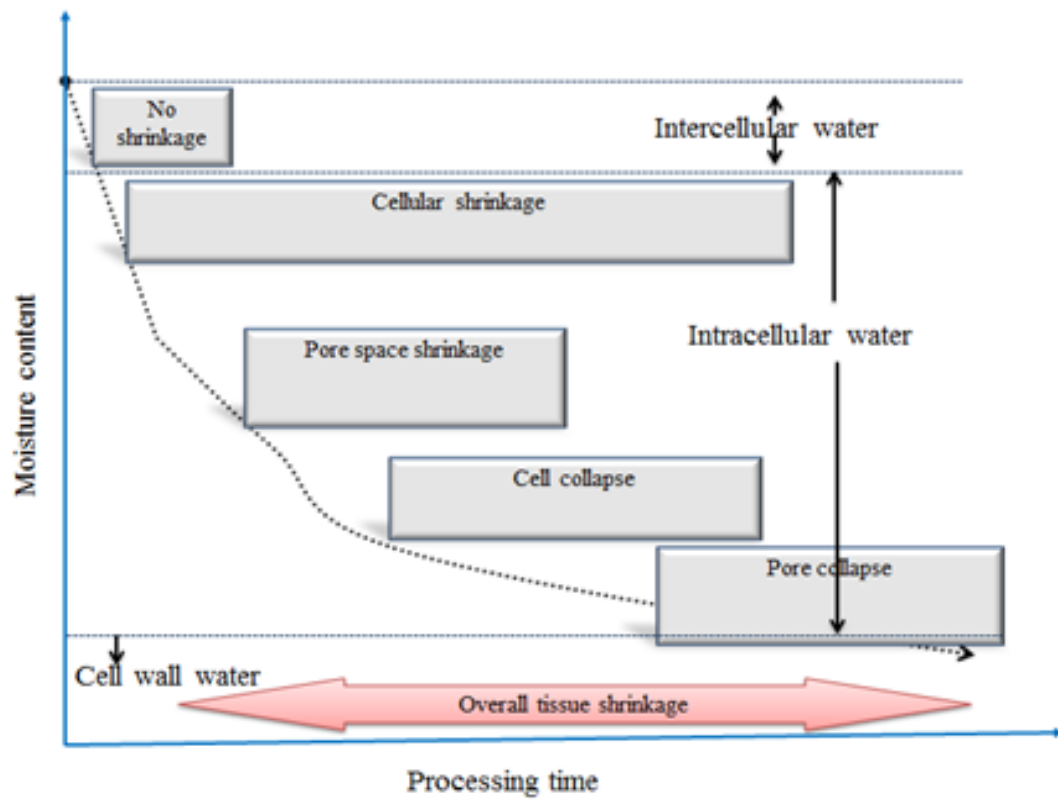 No
shrinkage
Intercellular water
Cellular shrinkage
Pore space shrinkage
Intracellular water
Moisture content
Cell collapse
Pore collapse
Cell wall water
Overall tissue shrinkage
Processing time